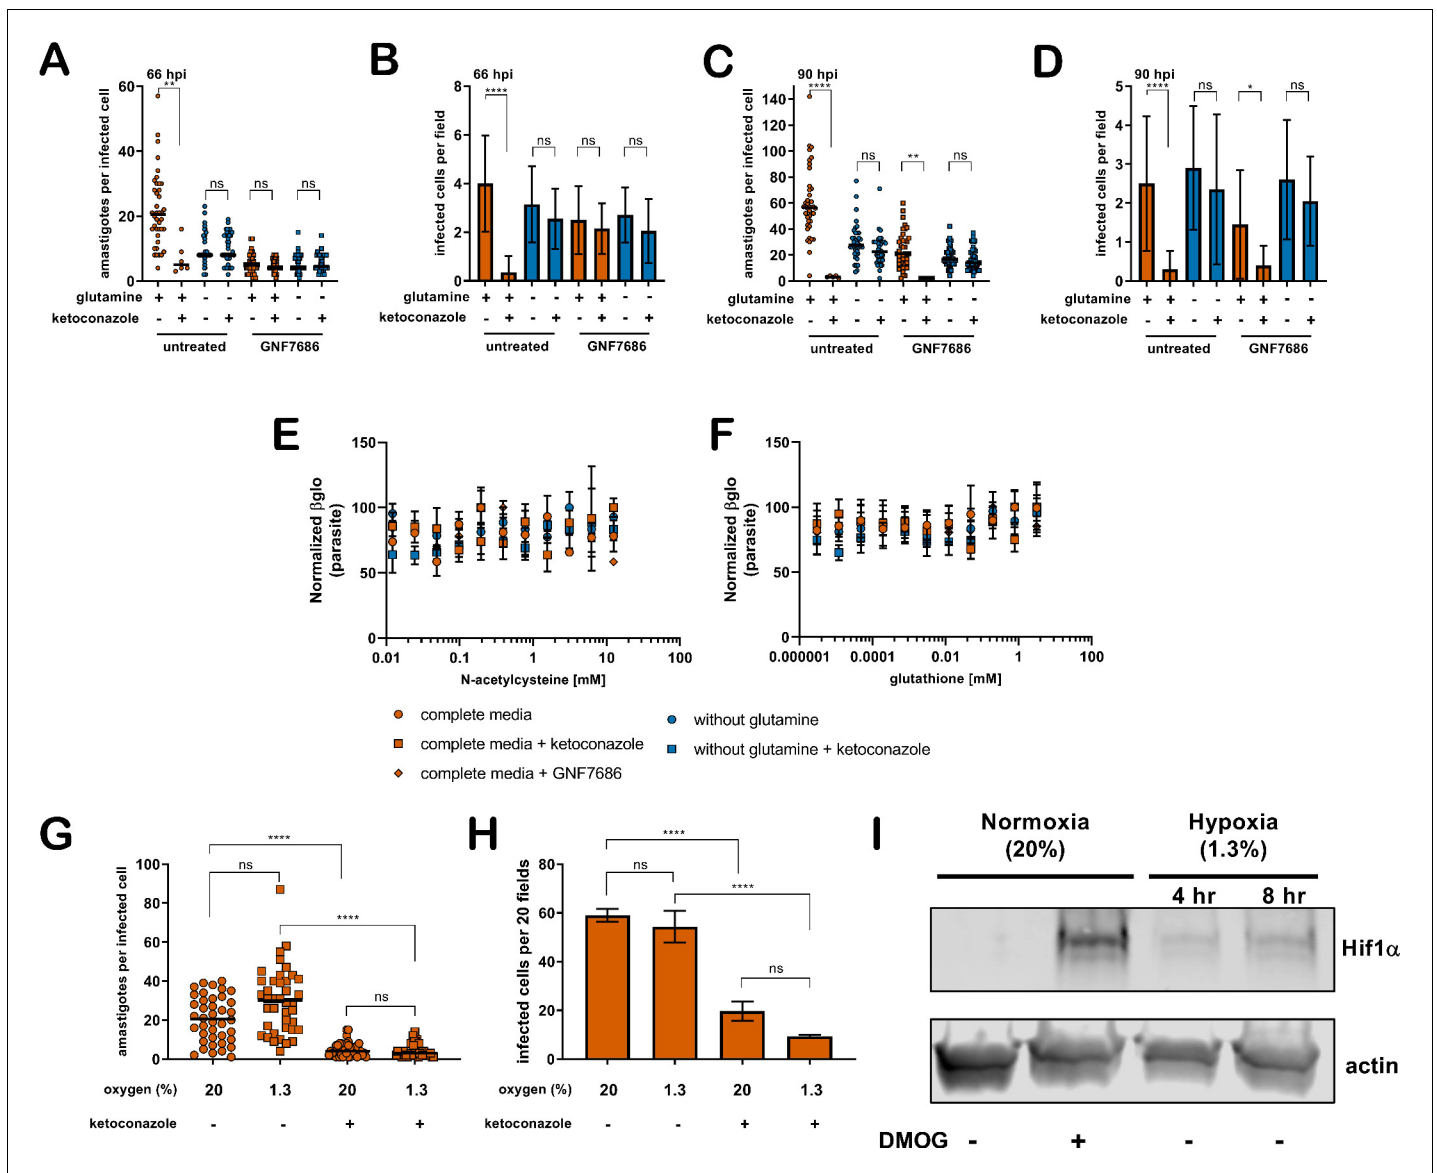 A
66 hpi
**
ns
ns
ns
amastigotes per infected cell
60
40
20
0
glutamine + + - - + + - -
ketoconazole + + + +
untreated GNF7686
B
66 hpi
****
ns
ns
ns
infected cells per field
8
6
4
2
0
glutamine + + - - + + - -
ketoconazole + + + +
untreated GNF7686
C
90 hpi
****
ns
**
ns
amastigotes per infected cell
140
120
100
80
60
40
20
0
glutamine + + - - + + - -
ketoconazole + + + +
untreated GNF7686
D
90 hpi
****
ns
*
ns
infected cells per field
5
4
3
2
1
0
glutamine + + - - + + - -
ketoconazole + + + +
untreated GNF7686
E
Normalized βglo
(parasite)
150
100
50
0
0.01 0.1 1 10 100
N-acetylcysteine [mM]
F
Normalized βglo
(parasite)
150
100
50
0
0.000001 0.0001 0.01 1 100
glutathione [mM]
complete media
complete media + ketoconazole
complete media + GNF7686
without glutamine
without glutamine + ketoconazole
G
****
ns
****
ns
amastigotes per infected cell
100
80
60
40
20
0
oxygen (%) 20 1.3 20 1.3
ketoconazole - - + +
H
****
ns
****
ns
infected cells per 20 fields
80
60
40
20
0
oxygen (%) 20 1.3 20 1.3
ketoconazole - - + +
I
Normoxia
(20%)
Hypoxia
(1.3%)
4 hr 8 hr
Hif1α
actin
DMOG - + - -